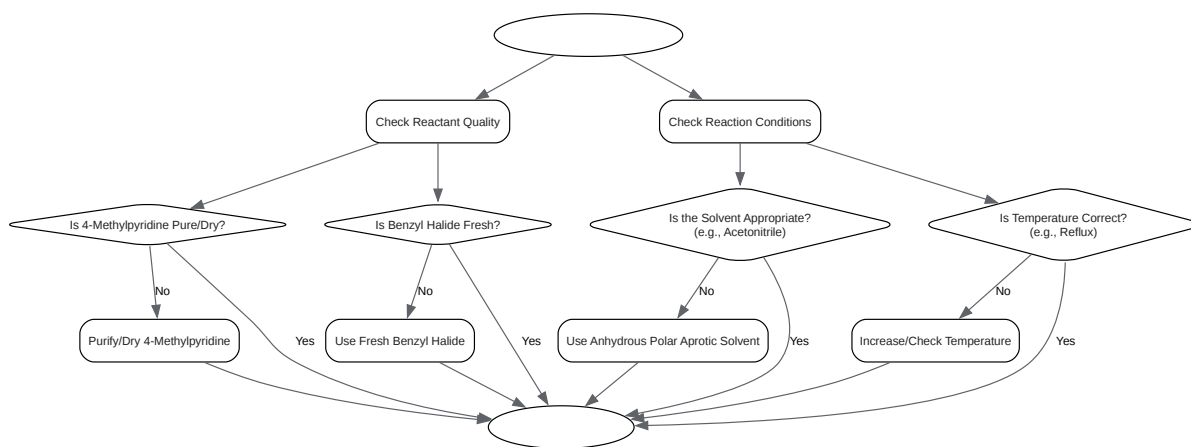 Check Reactant Quality
Check Reaction Conditions
Is 4-Methylpyridine Pure/Dry?
Is Benzyl Halide Fresh?
Is the Solvent Appropriate?
(e.g., Acetonitrile)
Is Temperature Correct?
(e.g., Reflux)
No
No
No
No
Purify/Dry 4-Methylpyridine
Yes
Use Fresh Benzyl Halide
Yes
Use Anhydrous Polar Aprotic Solvent
Yes
Increase/Check Temperature
Yes